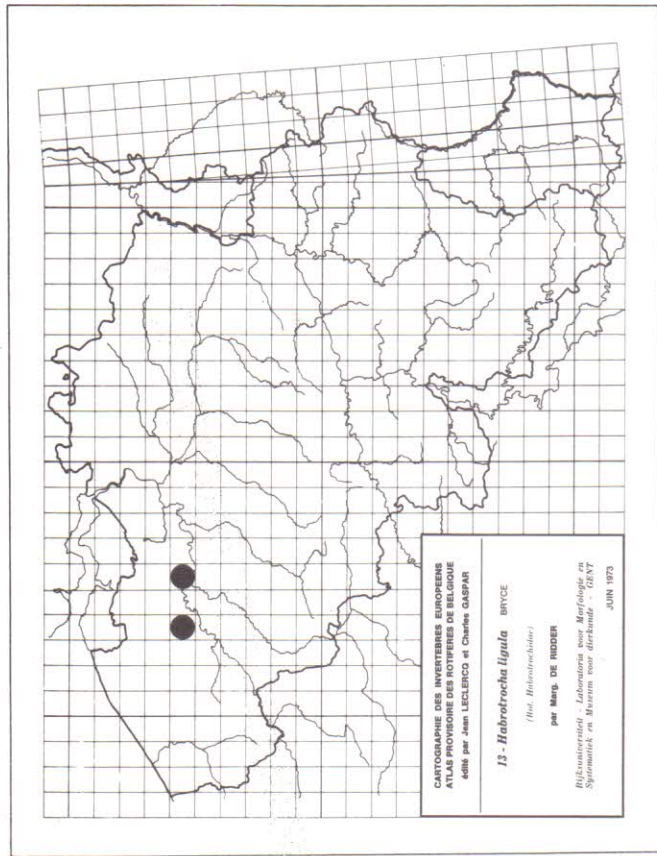 CARTOGRAPHIE DES INVERTEBRES EUROPEENS
ATLAS PROVISOIRE DES ROTIFERES DE BELGIQUE
édité par Jean LECLERCQ et Charles GASPAR
13 - Habrotrocha ligula BRYCE
(Rot. Habrotrochidae)
par Marg. DE RIDDER
Rijksuniversiteit - Laboratoria voor Morfologie en
Systematiek en Museum voor dierkunde - GENT
JUIN 1973